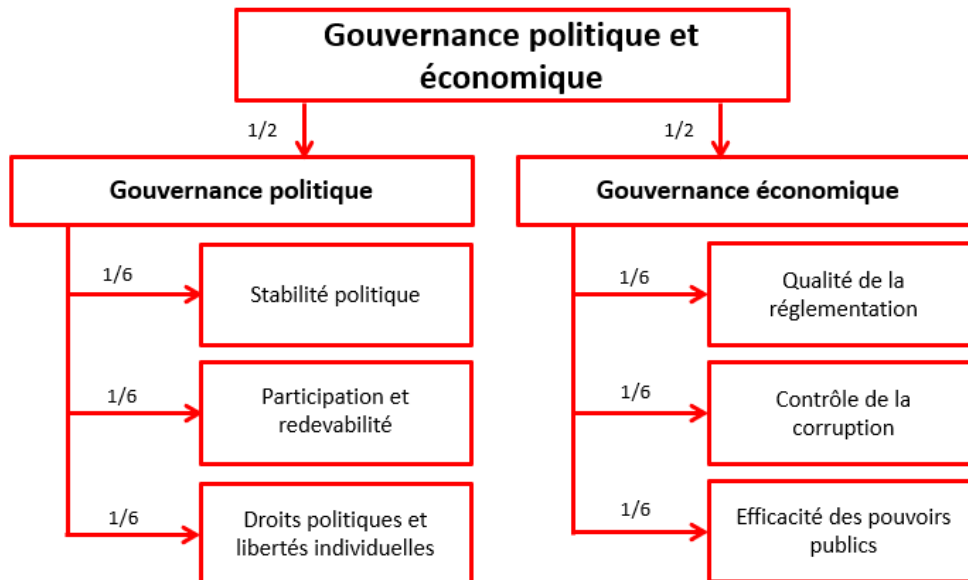 Gouvernance politique et
économique
1/2
1/2
Gouvernance politique
Gouvernance économique
1/6
Stabilité politique
1/6
Participation et
redevabilité
1/6
Droits politiques et
libertés individuelles
1/6
Qualité de la
réglementation
1/6
Contrôle de la
corruption
1/6
Efficacité des pouvoirs
publics